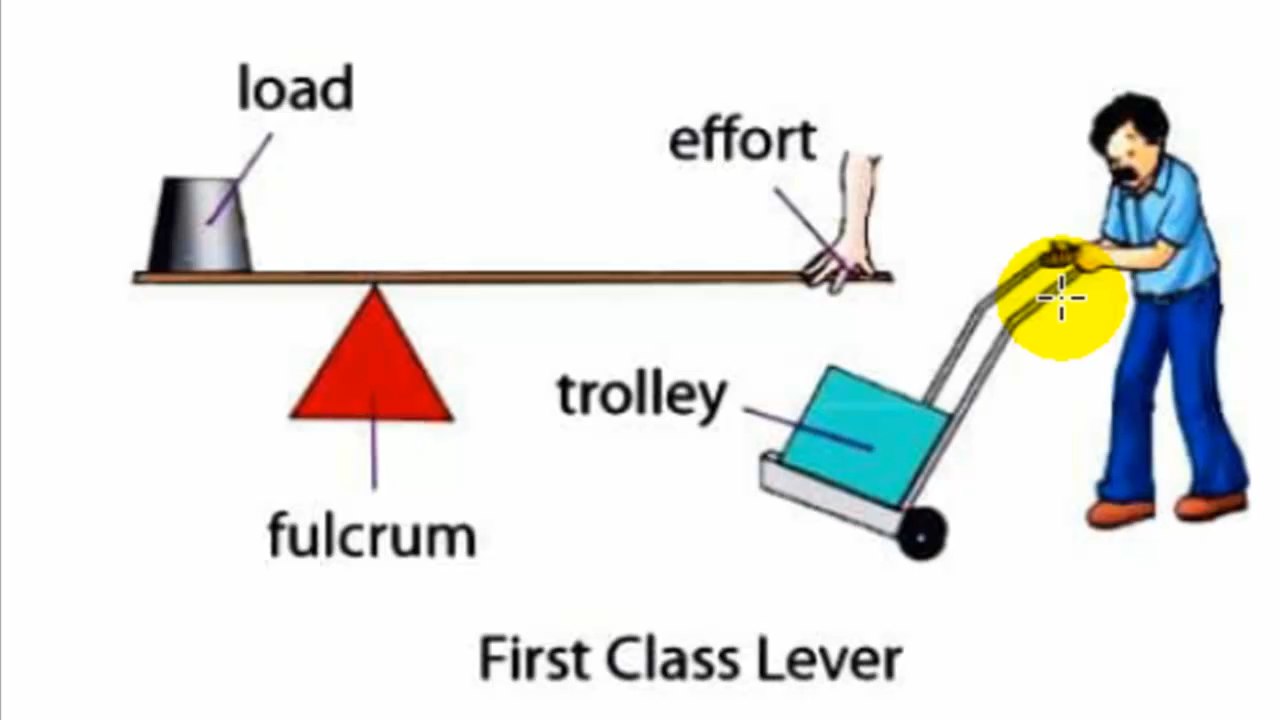 load
effort
trolley
fulcrum
First Class Lever